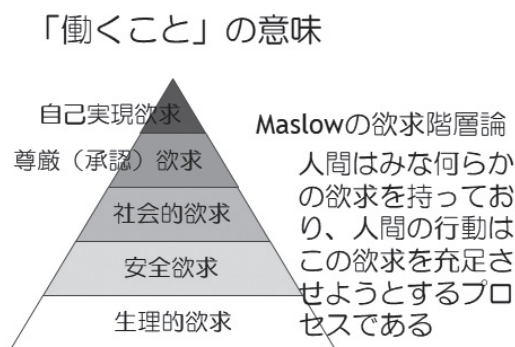 「働くこと」の意味
自己実現欲求
尊厳（承認）欲求
社会的欲求
安全欲求
生理的欲求
Maslowの欲求階層論
人間はみな何らか
の欲求を持ってお
り、人間の行動は
この欲求を充足さ
せようとするプロ
セスである